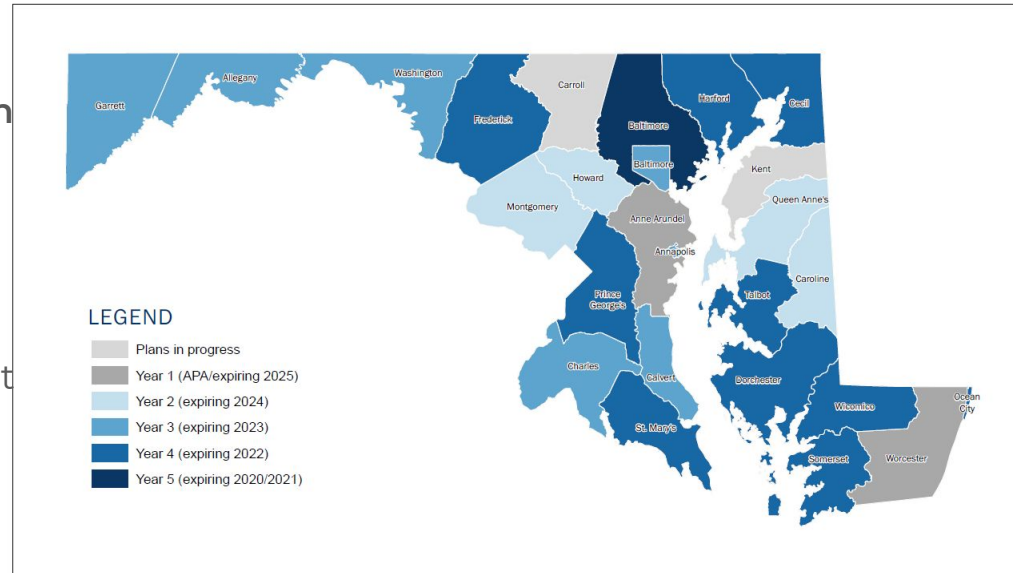 n
t
Garrett
Allegany
Washington
Frederisk
Carroll
Baltimore
Baltimore
Harford
Cecil
Howard
Montgomery
Kent
Queen Anne's
Anne Arundel
Annapolis
Caroline
Talbot
Prince
George's
Charles
Calvert
St. Mary's
Dorchester
Wicomico
Somerset
Worcester
Ocean
City
LEGEND
Plans in progress
Year 1 (APA/expiring 2025)
Year 2 (expiring 2024)
Year 3 (expiring 2023)
Year 4 (expiring 2022)
Year 5 (expiring 2020/2021)